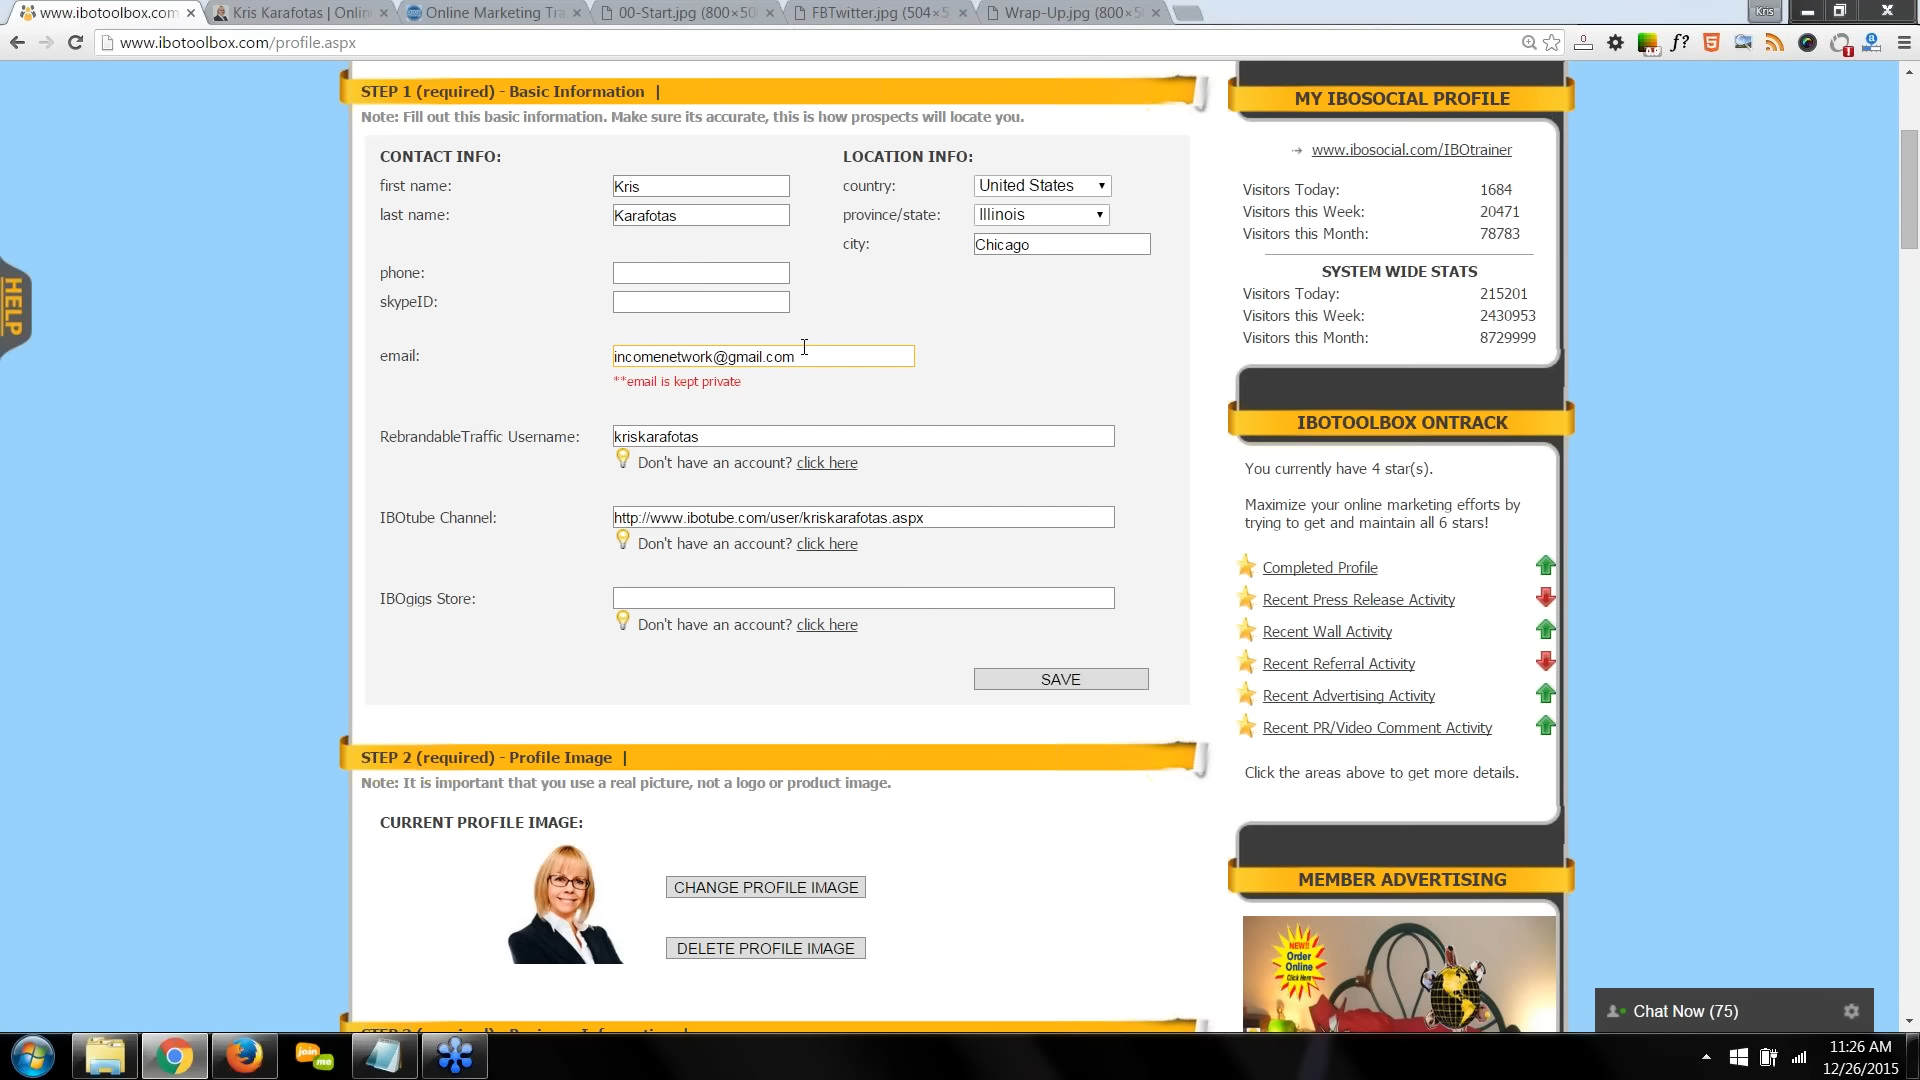 www.ibotoolbox.com
Kris Karafotas | Onlin
Online Marketing Tra
00-Start.jpg (800×50
FBTwitter.jpg (504×5
Wrap-Up.jpg (800×5
Kris
www.ibotoolbox.com/profile.aspx
STEP 1 (required) - Basic Information |
Note: Fill out this basic information. Make sure its accurate, this is how prospects will locate you.
CONTACT INFO:
first name: Kris
last name: Karafotas
phone:
skypeID:
LOCATION INFO:
country: United States
province/state: Illinois
city: Chicago
email: incomenetwork@gmail.com
**email is kept private
RebrandableTraffic Username: kriskarafotas
Don't have an account? click here
IBOtube Channel: http://www.ibotube.com/user/kriskarafotas.aspx
Don't have an account? click here
IBOgigs Store:
Don't have an account? click here
SAVE
STEP 2 (required) - Profile Image |
Note: It is important that you use a real picture, not a logo or product image.
CURRENT PROFILE IMAGE:
CHANGE PROFILE IMAGE
DELETE PROFILE IMAGE
HELP
MY IBOSOCIAL PROFILE
www.ibosocial.com/IBOtrainer
Visitors Today: 1684
Visitors this Week: 20471
Visitors this Month: 78783
SYSTEM WIDE STATS
Visitors Today: 215201
Visitors this Week: 2430953
Visitors this Month: 8729999
IBOTOOLBOX ONTRACK
You currently have 4 star(s).
Maximize your online marketing efforts by
trying to get and maintain all 6 stars!
Completed Profile
Recent Press Release Activity
Recent Wall Activity
Recent Referral Activity
Recent Advertising Activity
Recent PR/Video Comment Activity
Click the areas above to get more details.
MEMBER ADVERTISING
NEW!!
Order
Online
Click Here
Chat Now (75)
join
me
11:26 AM
12/26/2015